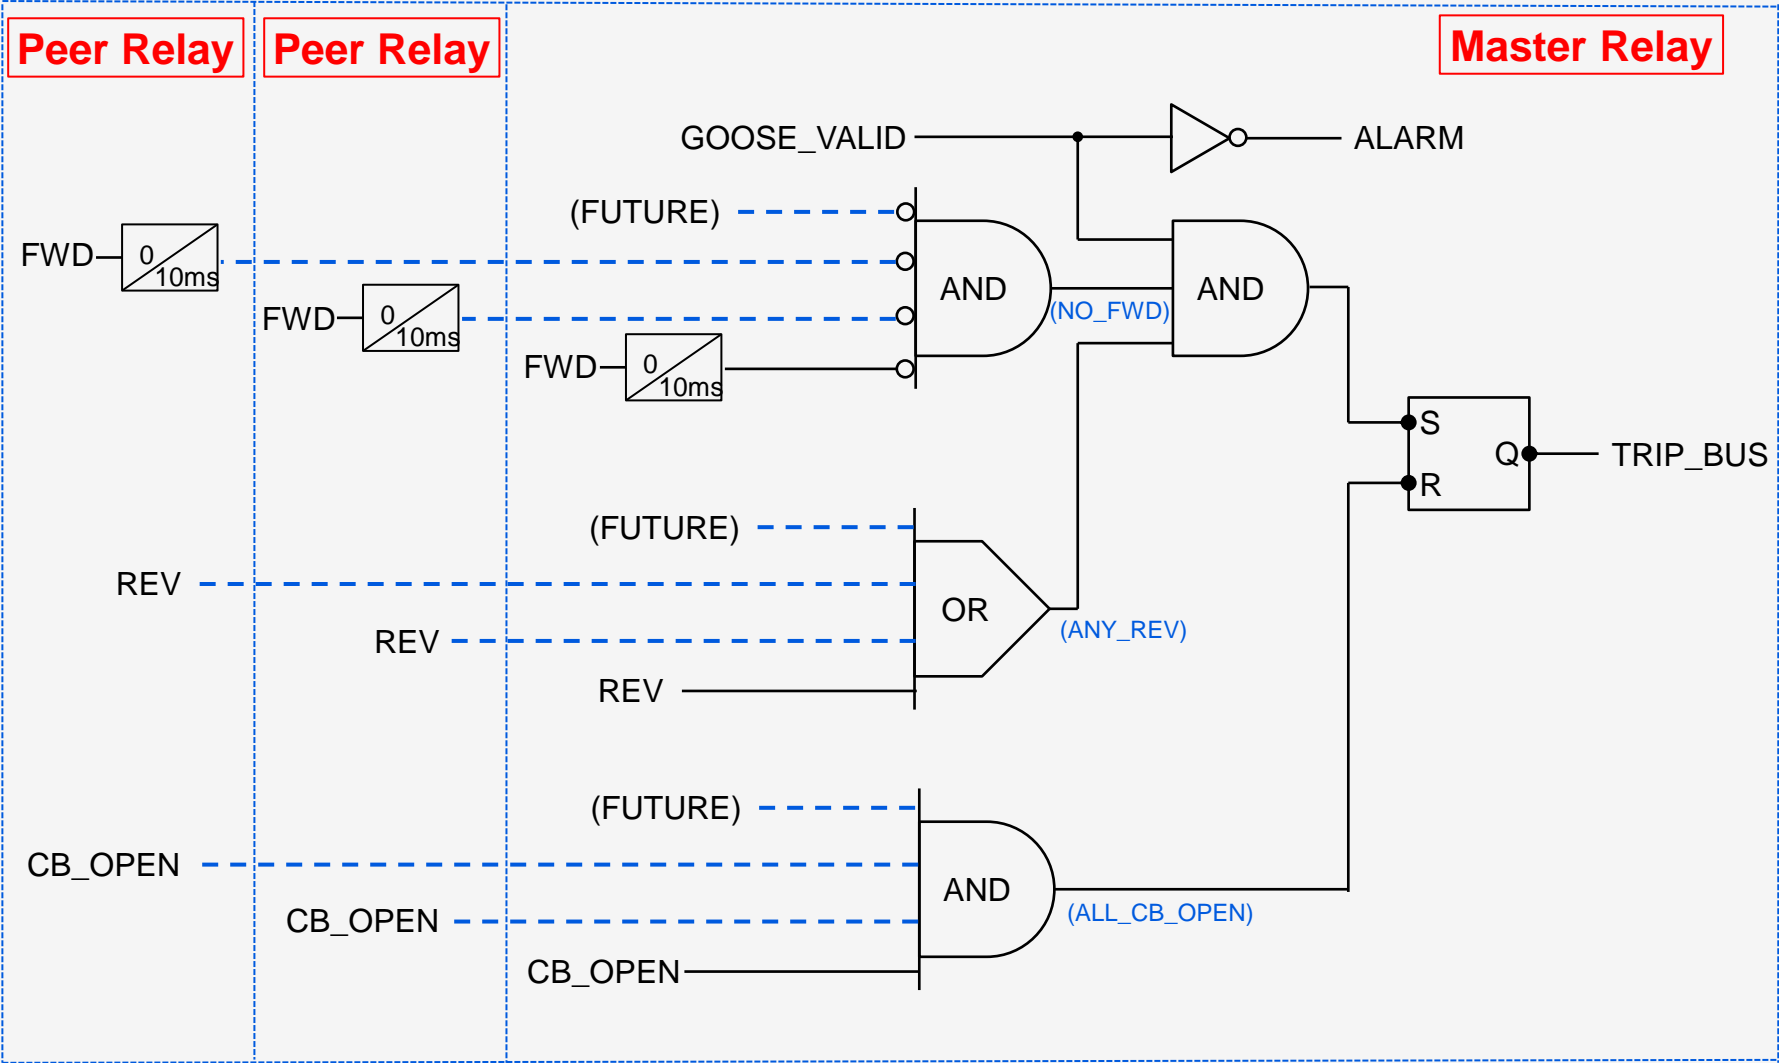 Peer Relay
Peer Relay
Master Relay
GOOSE_VALID
ALARM
(FUTURE)
FWD
0
10ms
FWD
0
10ms
FWD
0
10ms
AND
(NO_FWD)
AND
S
Q
R
TRIP_BUS
(FUTURE)
REV
REV
REV
OR
(ANY_REV)
(FUTURE)
CB_OPEN
CB_OPEN
CB_OPEN
AND
(ALL_CB_OPEN)